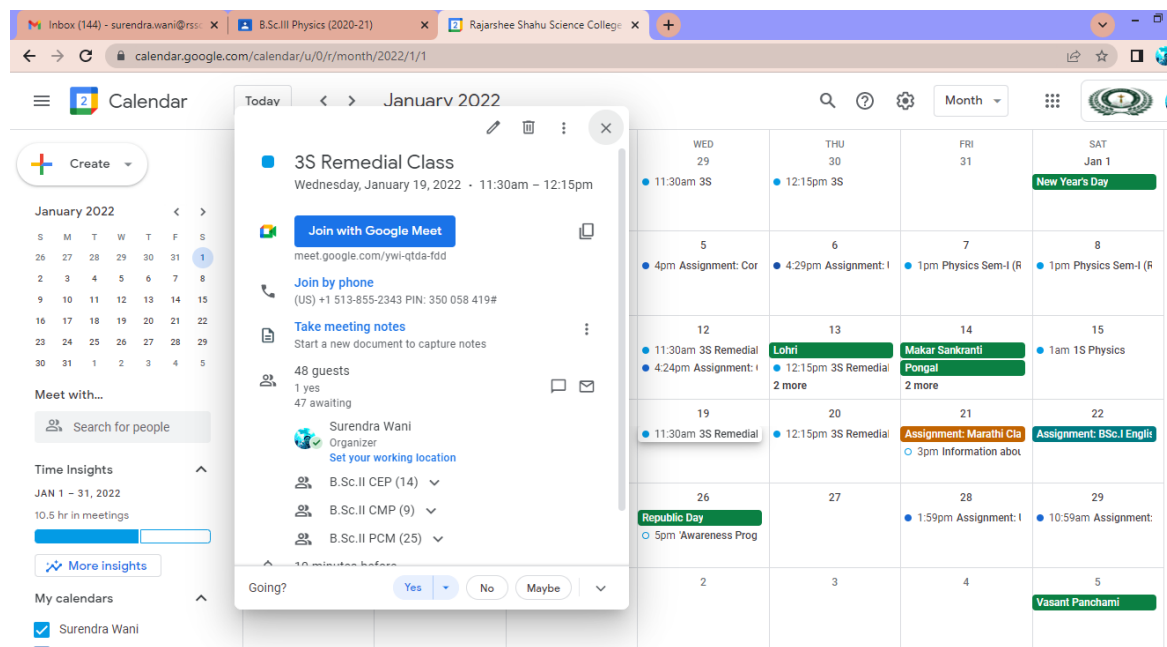 Inbox (144) - surendra.wani@rssc
B.Sc.III Physics (2020-21)
2 Rajarshee Shahu Science College
calendar.google.com/calendar/u/0/r/month/2022/1/1
2 Calendar
Today
January 2022
Month
Create
January 2022
S M T W T F S
26 27 28 29 30 31 1
2 3 4 5 6 7 8
9 10 11 12 13 14 15
16 17 18 19 20 21 22
23 24 25 26 27 28 29
30 31 1 2 3 4 5
Meet with...
Search for people
Time Insights
JAN 1 – 31, 2022
10.5 hr in meetings
More insights
My calendars
Surendra Wani
3S Remedial Class
Wednesday, January 19, 2022 • 11:30am – 12:15pm
Join with Google Meet
meet.google.com/ywi-qtda-fdd
Join by phone
(US) +1 513-855-2343 PIN: 350 058 419#
Take meeting notes
Start a new document to capture notes
48 guests
1 yes
47 awaiting
Surendra Wani
Organizer
Set your working location
B.Sc.II CEP (14)
B.Sc.II CMP (9)
B.Sc.II PCM (25)
10 minutes before
Going?
Yes
No
Maybe
WED THU FRI SAT
29 30 31 Jan 1
11:30am 3S
12:15pm 3S
New Year's Day
5 6 7 8
4pm Assignment: Cor
4:29pm Assignment:
1pm Physics Sem-I (R
1pm Physics Sem-I (R
12 13 14 15
11:30am 3S Remedial
Lohri
Makar Sankranti
1am 1S Physics
4:24pm Assignment:
12:15pm 3S Remedial
Pongal
2 more
2 more
19 20 21 22
11:30am 3S Remedial
12:15pm 3S Remedial
Assignment: Marathi Cla
Assignment: BSc.I Englis
3pm Information abou
26 27 28 29
Republic Day
1:59pm Assignment:
10:59am Assignment:
5pm 'Awareness Prog
2 3 4 5
Vasant Panchami